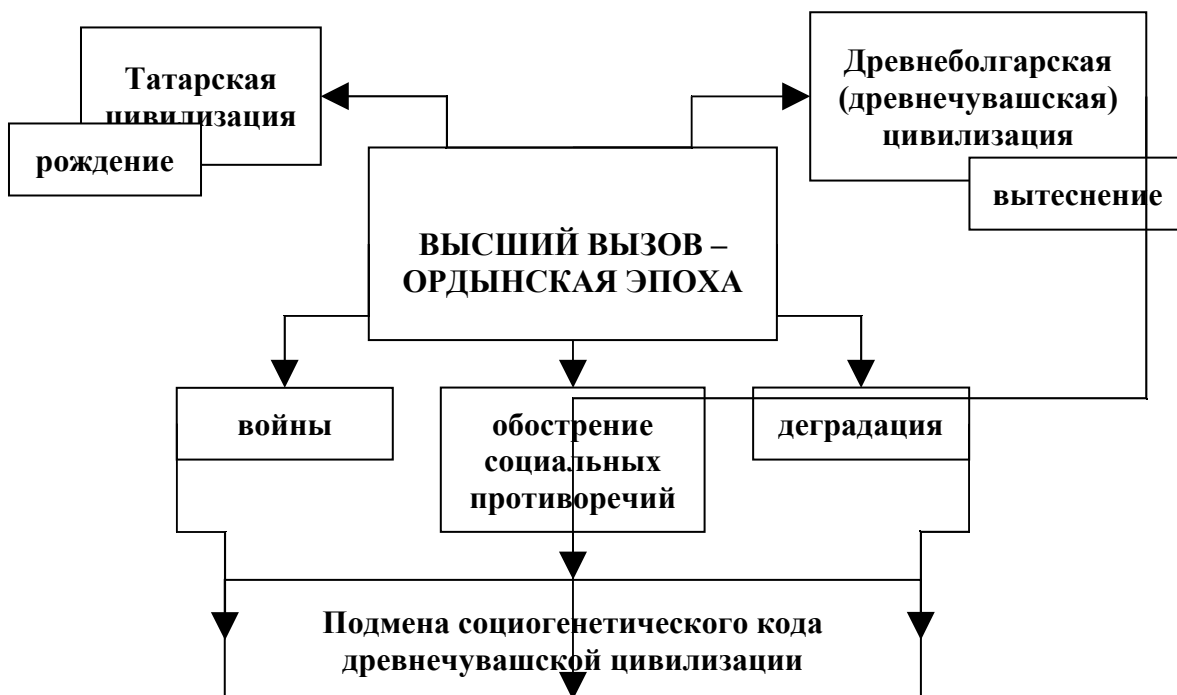 Татарская
цивилизация
рождение
Древнеболгарская
(древнечувашская)
цивилизация
вытеснение
ВЫСШИЙ ВЫЗОВ –
ОРДЫНСКАЯ ЭПОХА
войны
обострение
социальных
противоречий
деградация
Подмена социогенетического кода
древнечувашской цивилизации